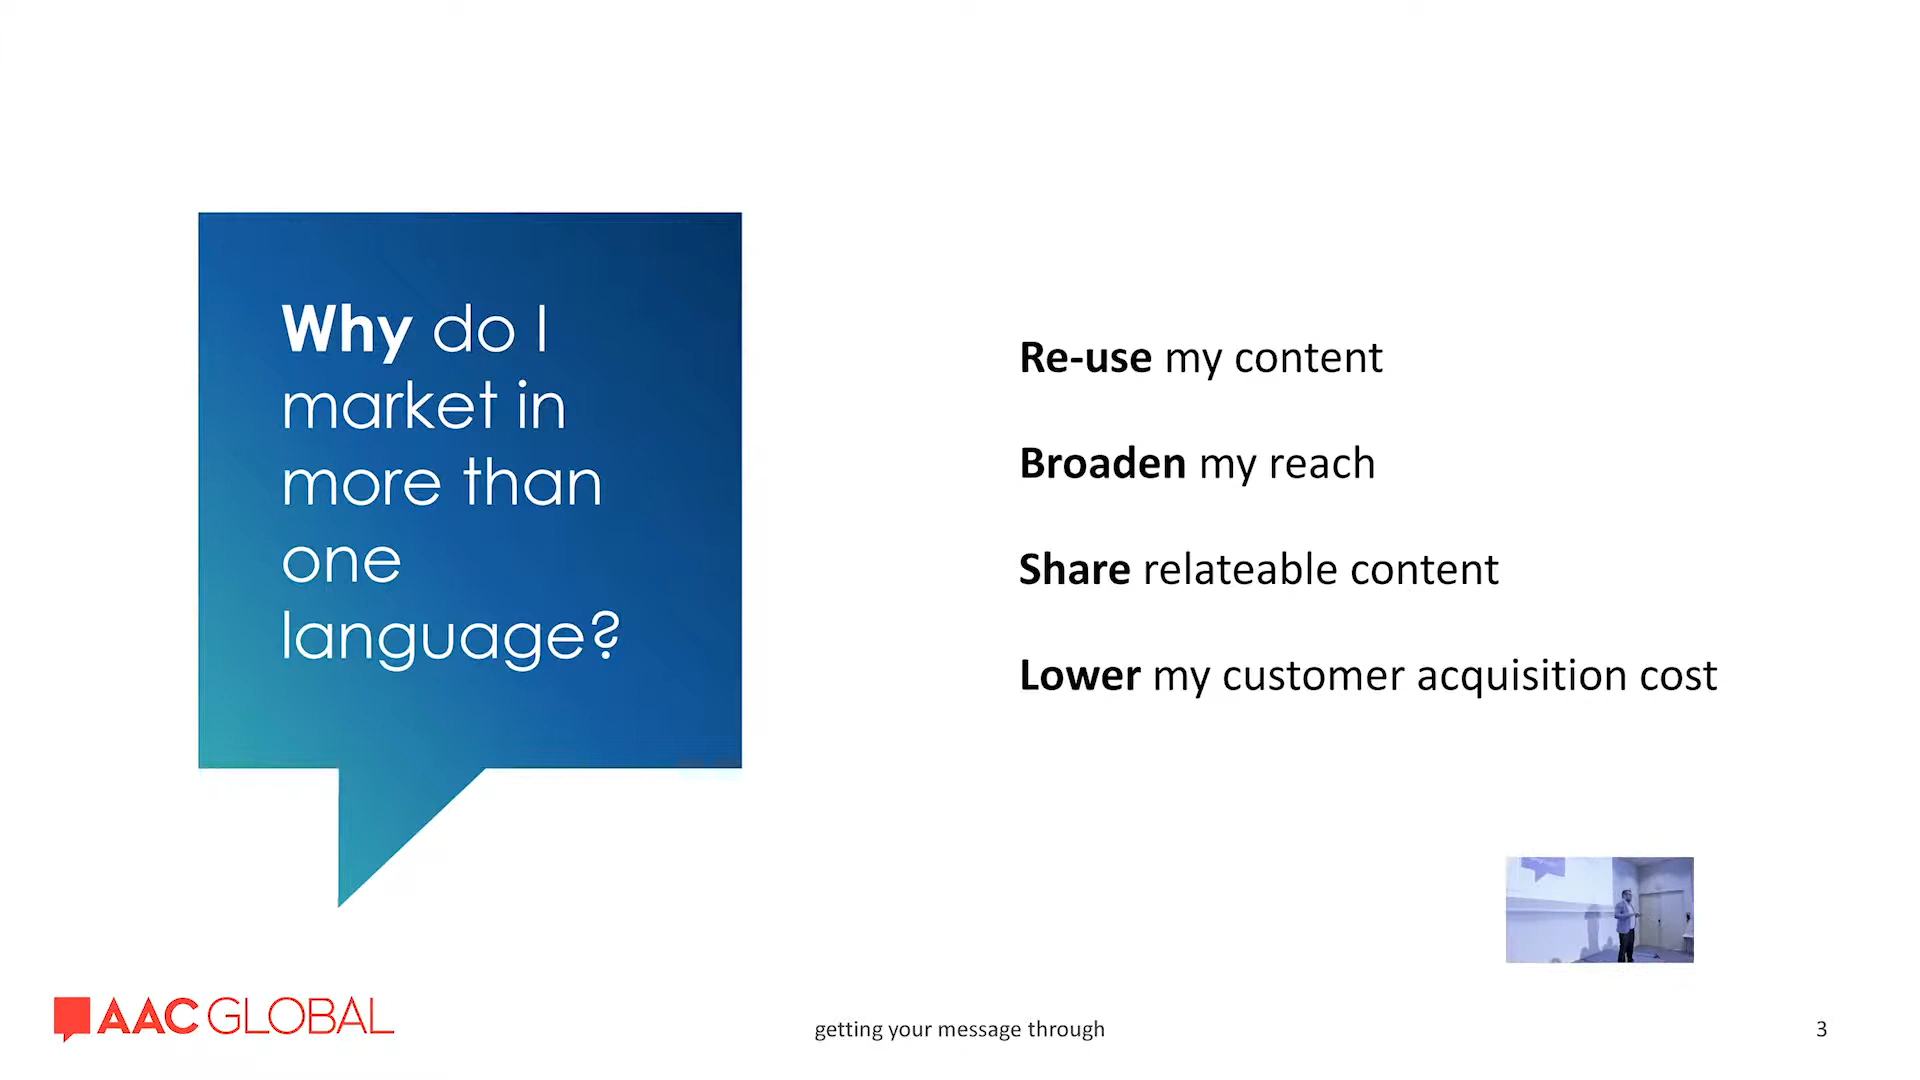 Why do I
market in
more than
one
language?
Re-use my content
Broaden my reach
Share relateable content
Lower my customer acquisition cost
AAC GLOBAL
getting your message through
3